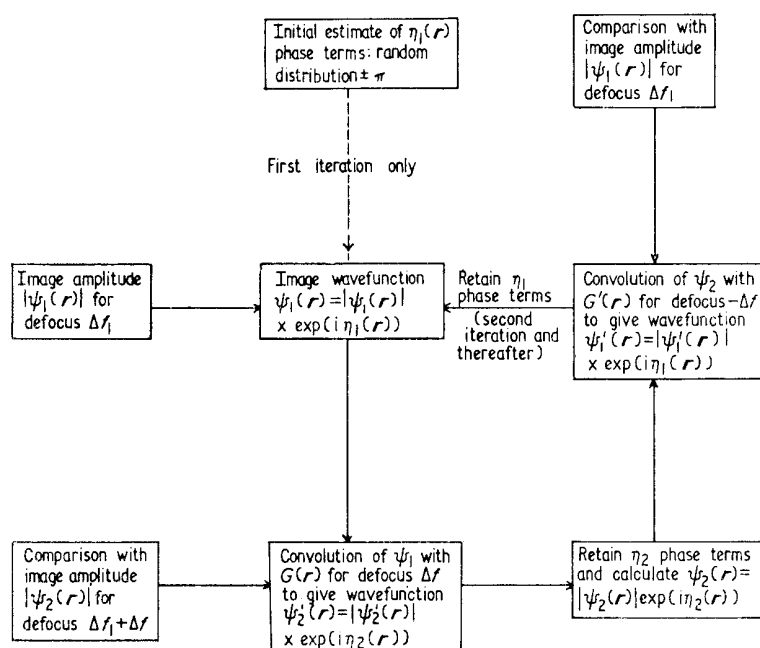 Initial estimate of η₁(r)
phase terms: random
distribution ± π
Comparison with
image amplitude
|ψ₁(r)| for
defocus Δf₁
First iteration only
Image amplitude
|ψ₁(r)| for
defocus Δf₁
Image wavefunction
ψ₁(r)=|ψ₁(r)|
x exp(iη₁(r))
Retain η₁
phase terms
(second
iteration and
thereafter)
Convolution of ψ₂ with
G′(r) for defocus−Δf
to give wavefunction
ψ₁′(r)=|ψ₁′(r)|
x exp(iη₁(r))
Comparison with
image amplitude
|ψ₂(r)| for
defocus Δf₁+Δf
Convolution of ψ₁ with
G(r) for defocus Δf
to give wavefunction
ψ₂′(r)=|ψ₂′(r)|
x exp(iη₂(r))
Retain η₂ phase terms
and calculate ψ₂(r)=
|ψ₂(r)|exp(iη₂(r))